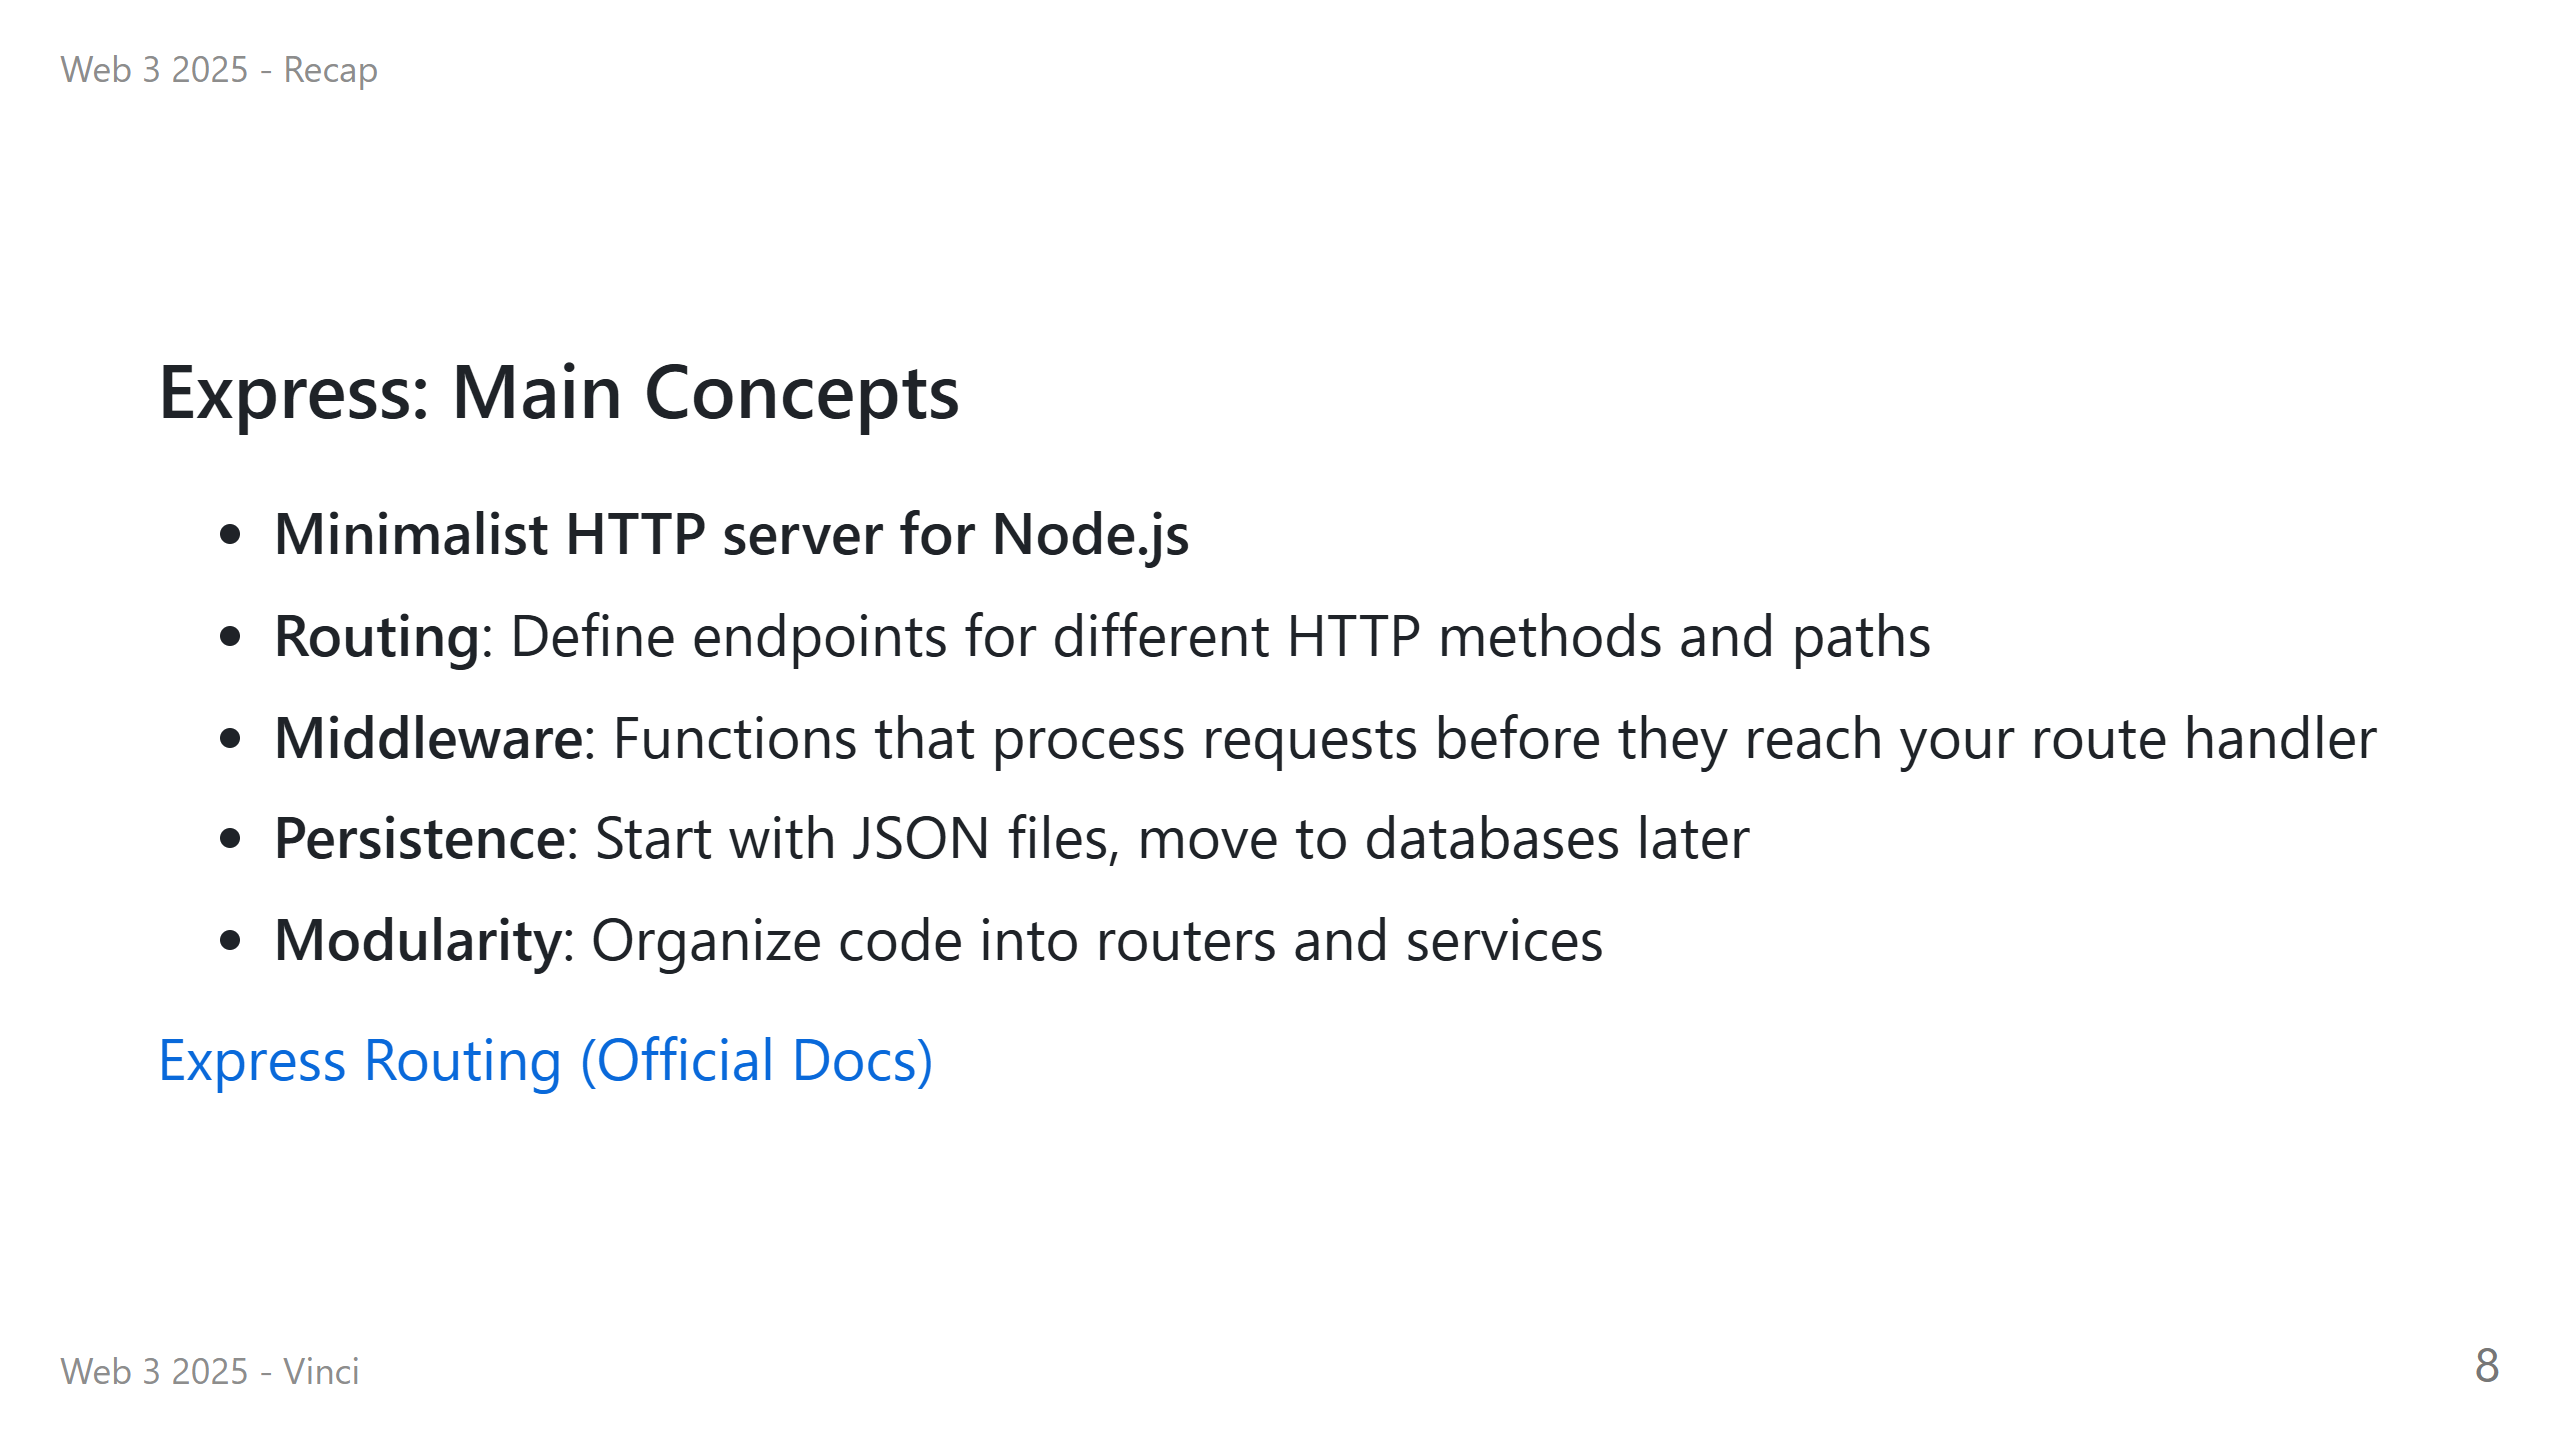 Web 3 2025 - Recap
Express: Main Concepts
• Minimalist HTTP server for Node.js
• Routing: Define endpoints for different HTTP methods and paths
• Middleware: Functions that process requests before they reach your route handler
• Persistence: Start with JSON files, move to databases later
• Modularity: Organize code into routers and services
Express Routing (Official Docs)
Web 3 2025 - Vinci
8